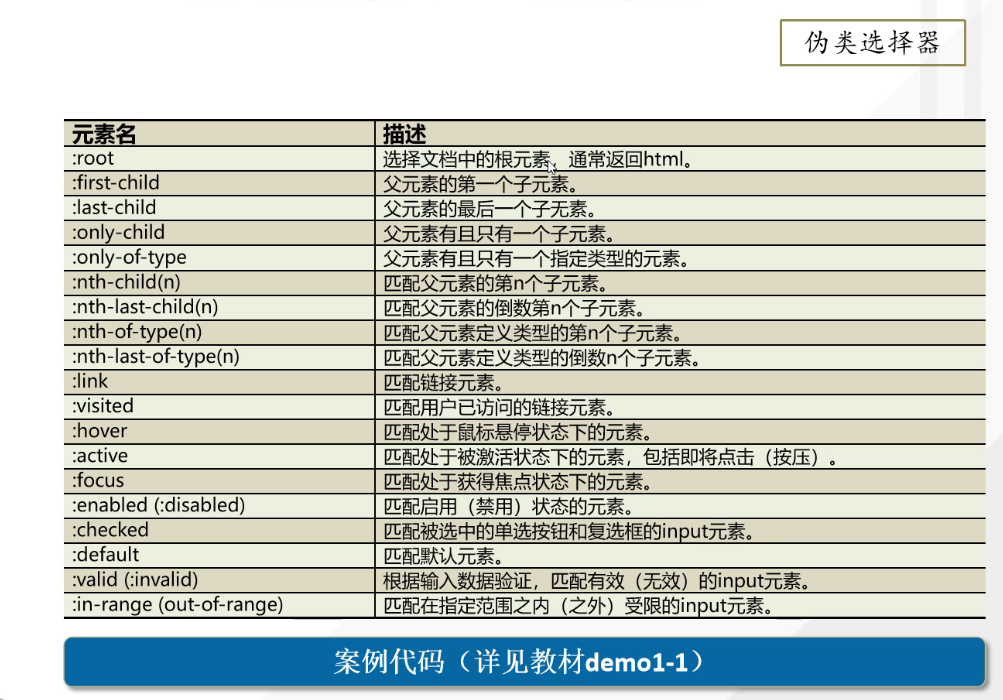 伪类选择器
元素名 描述
:root 选择文档中的根元素、通常返回html。
:first-child 父元素的第一个子元素。
:last-child 父元素的最后一个子无素。
:only-child 父元素有且只有一个子元素。
:only-of-type 父元素有且只有一个指定类型的元素。
:nth-child(n) 匹配父元素的第n个子元素。
:nth-last-child(n) 匹配父元素的倒数第n个子元素。
:nth-of-type(n) 匹配父元素定义类型的第n个子元素。
:nth-last-of-type(n) 匹配父元素定义类型的倒数n个子元素。
:link 匹配链接元素。
:visited 匹配用户已访问的链接元素。
:hover 匹配处于鼠标悬停状态下的元素。
:active 匹配处于被激活状态下的元素，包括即将点击（按压）。
:focus 匹配处于获得焦点状态下的元素。
:enabled (:disabled) 匹配启用（禁用）状态的元素。
:checked 匹配被选中的单选按钮和复选框的input元素。
:default 匹配默认元素。
:valid (:invalid) 根据输入数据验证，匹配有效（无效）的input元素。
:in-range (out-of-range) 匹配在指定范围之内（之外）受限的input元素。
案例代码（详见教材demo1-1）